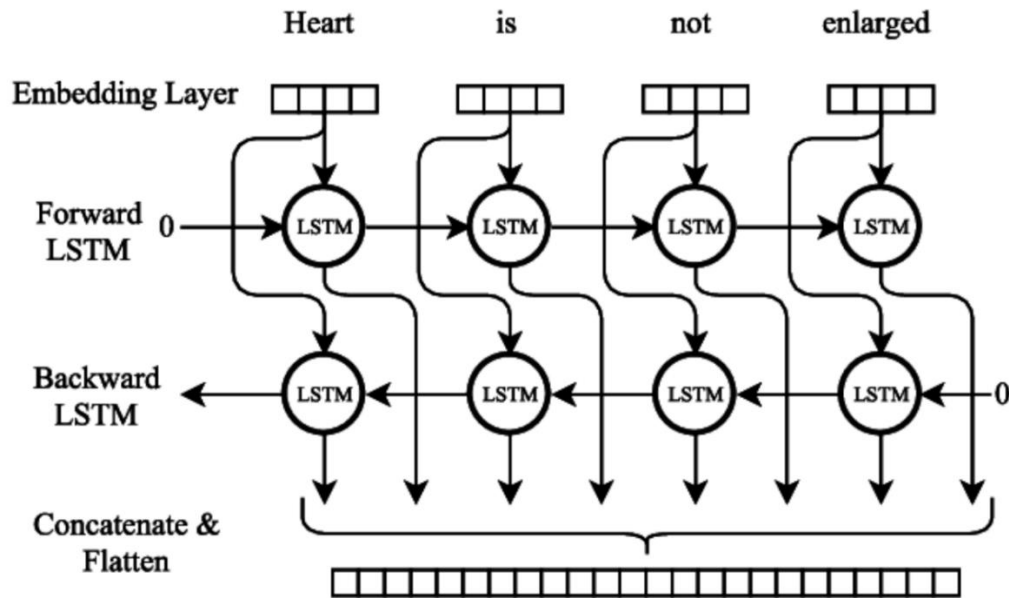 Heart is not enlarged
Embedding Layer
Forward
LSTM
0
LSTM LSTM LSTM LSTM
Backward
LSTM
LSTM LSTM LSTM LSTM
0
Concatenate &
Flatten